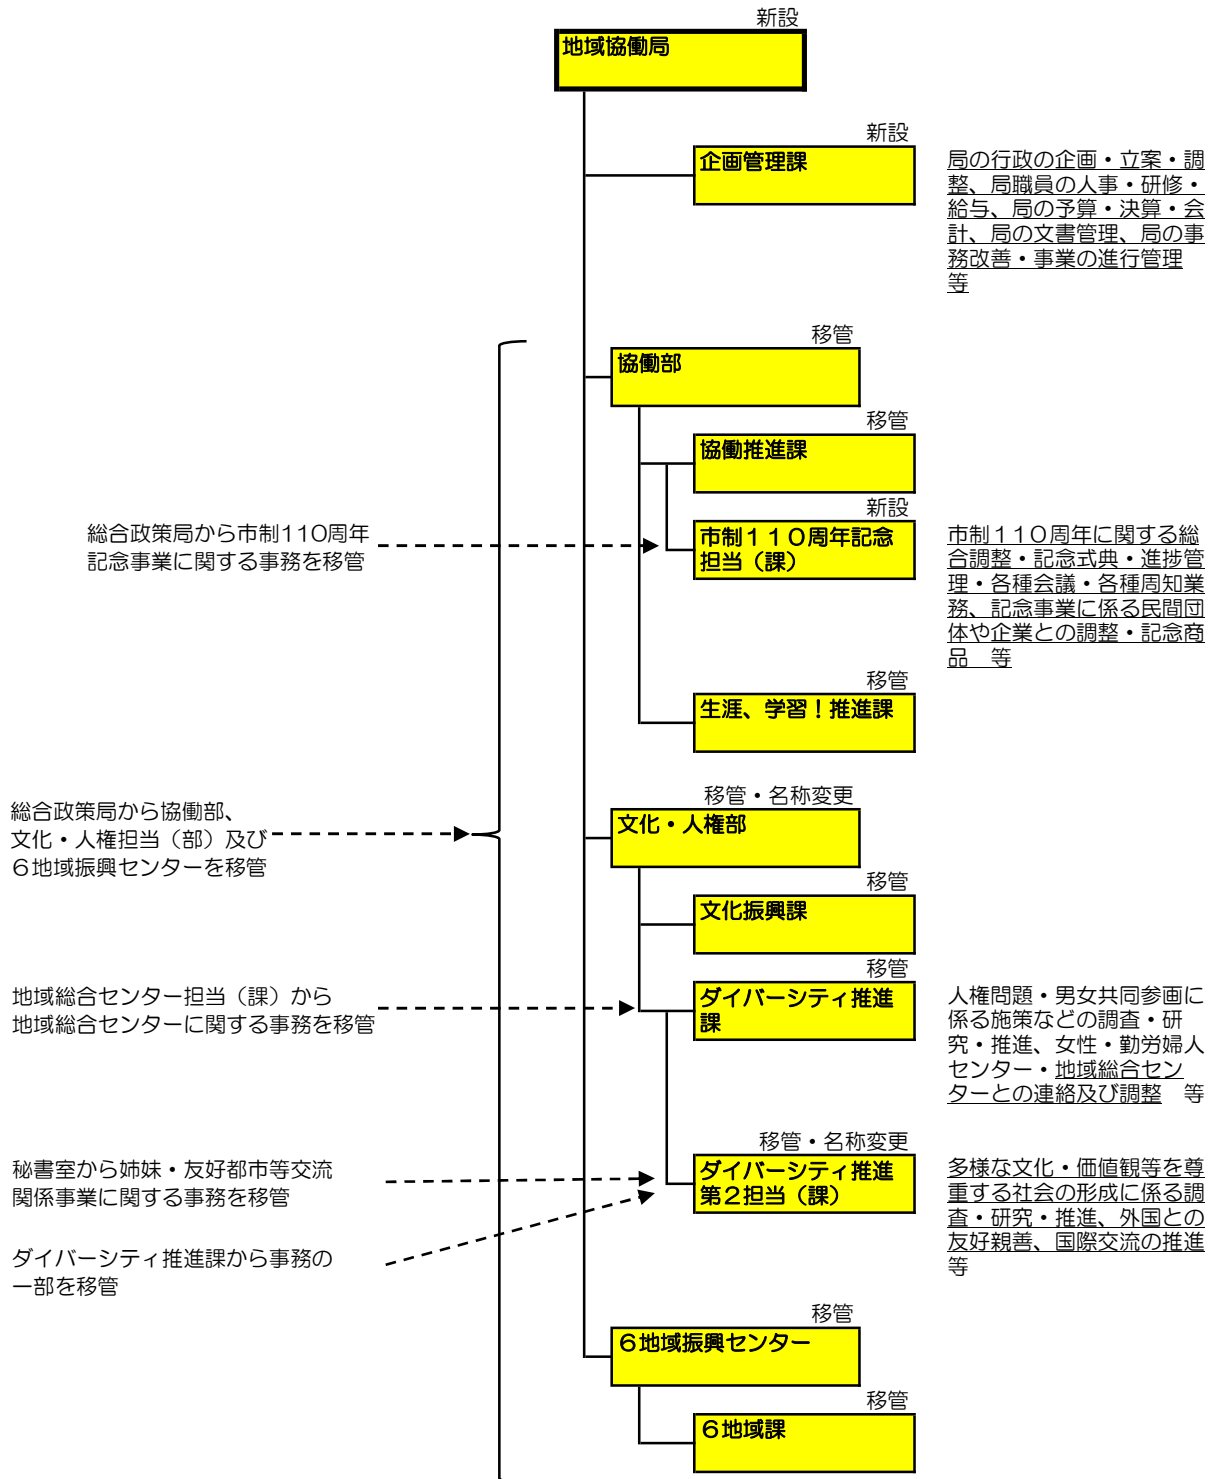 新設
地域協働局
新設
企画管理課
局の行政の企画・立案・調
整、局職員の人事・研修・
給与、局の予算・決算・会
計、局の文書管理、局の事
務改善・事業の進行管理
等
移管
協働部
移管
協働推進課
新設
市制１１０周年記念
担当（課）
総合政策局から市制110周年
記念事業に関する事務を移管
市制１１０周年に関する総
合調整・記念式典・進捗管
理・各種会議・各種周知業
務、記念事業に係る民間団
体や企業との調整・記念商
品　等
移管
生涯、学習！推進課
総合政策局から協働部、
文化・人権担当（部）及び
６地域振興センターを移管
移管・名称変更
文化・人権部
移管
文化振興課
移管
ダイバーシティ推進
課
地域総合センター担当（課）から
地域総合センターに関する事務を移管
人権問題・男女共同参画に
係る施策などの調査・研
究・推進、女性・勤労婦人
センター・地域総合セン
ターとの連絡及び調整　等
移管・名称変更
ダイバーシティ推進
第２担当（課）
秘書室から姉妹・友好都市等交流
関係事業に関する事務を移管
ダイバーシティ推進課から事務の
一部を移管
多様な文化・価値観等を尊
重する社会の形成に係る調
査・研究・推進、外国との
友好親善、国際交流の推進
等
移管
６地域振興センター
移管
６地域課